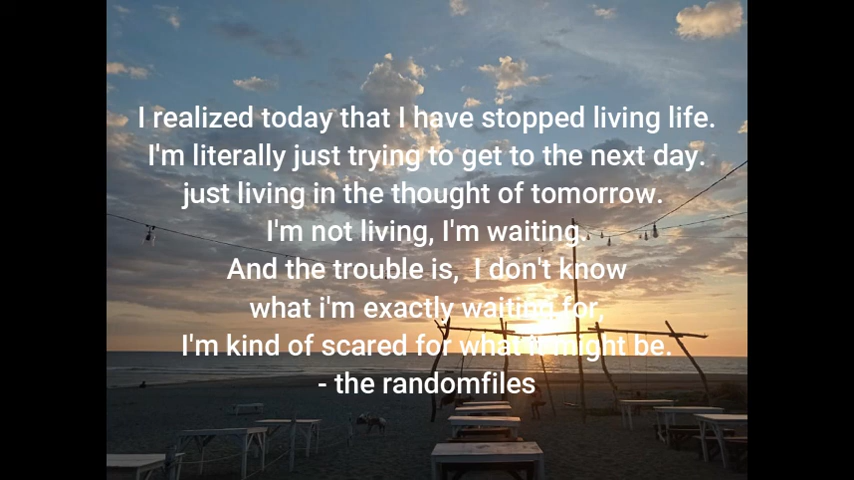 I realized today that I have stopped living life.
I'm literally just trying to get to the next day.
just living in the thought of tomorrow.
I'm not living, I'm waiting.
And the trouble is,  I don't know
what i'm exactly waiting for,
I'm kind of scared for what it might be.
- the randomfiles